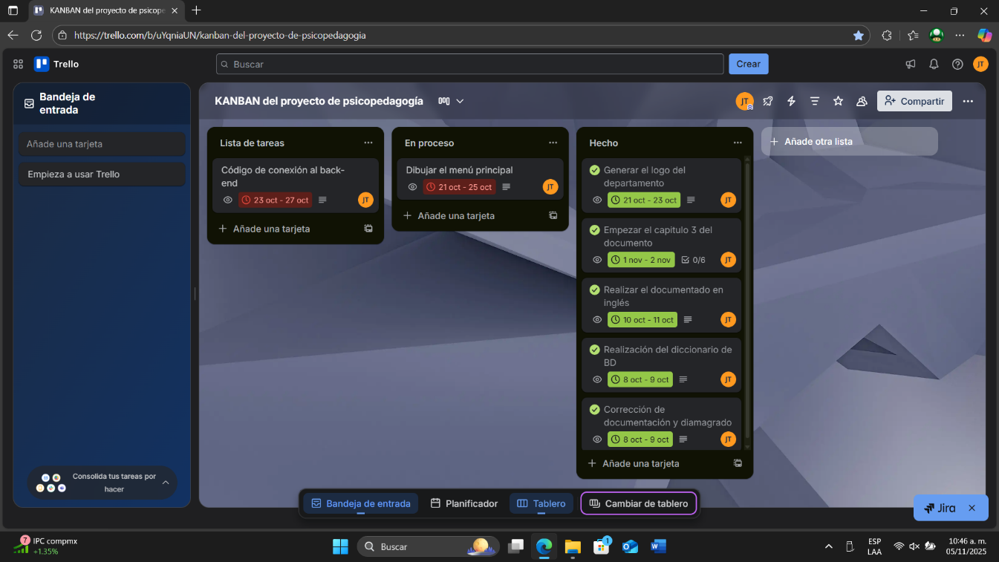 KANBAN del proyecto de psicope
https://trello.com/b/uYqniaUN/kanban-del-proyecto-de-psicopedagogia
Trello
Buscar
Crear
JT
Bandeja de
entrada
Añade una tarjeta
Empieza a usar Trello
Consolida tus tareas por
hacer
KANBAN del proyecto de psicopedagogía
JT
Compartir
Lista de tareas
Código de conexión al back-
end
23 oct - 27 oct
JT
Añade una tarjeta
En proceso
Dibujar el menú principal
21 oct - 25 oct
JT
Añade una tarjeta
Hecho
Generar el logo del
departamento
21 oct - 23 oct
JT
Empezar el capitulo 3 del
documento
1 nov - 2 nov
0/6
JT
Realizar el documentado en
inglés
10 oct - 11 oct
JT
Realización del diccionario de
BD
8 oct - 9 oct
JT
Corrección de
documentación y diamagrado
8 oct - 9 oct
JT
Añade una tarjeta
Añade otra lista
Bandeja de entrada
Planificador
Tablero
Cambiar de tablero
Jira
7
IPC compmx
+1.35%
Buscar
1
ESP
LAA
10:46 a. m.
05/11/2025